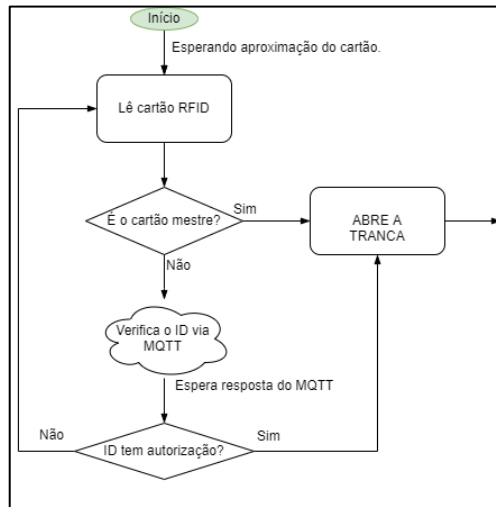 Início
Esperando aproximação do cartão.
Lê cartão RFID
É o cartão mestre?
Sim
ABRE A
TRANCA
Não
Verifica o ID via
MQTT
Espera resposta do MQTT
Não
ID tem autorização?
Sim